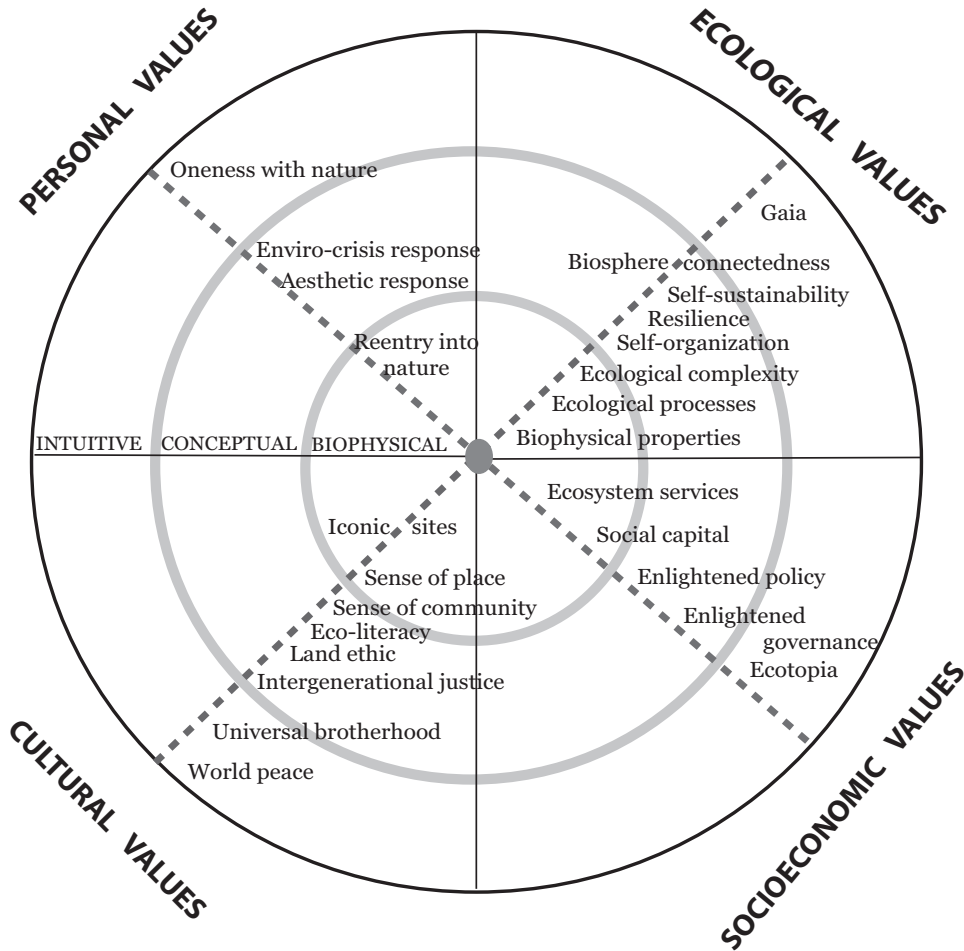 PERSONAL VALUES
ECOLOGICAL VALUES
Oneness with nature
Gaia
Enviro-crisis response
Biosphere connectedness
Aesthetic response
Self-sustainability
Resilience
Reentry into
nature
Self-organization
Ecological complexity
Ecological processes
INTUITIVE CONCEPTUAL BIOPHYSICAL
Biophysical properties
Ecosystem services
Iconic sites
Social capital
Sense of place
Enlightened policy
Sense of community
Enlightened
governance
Eco-literacy
Land ethic
Ecotopia
Intergenerational justice
Universal brotherhood
World peace
CULTURAL VALUES
SOCIOECONOMIC VALUES